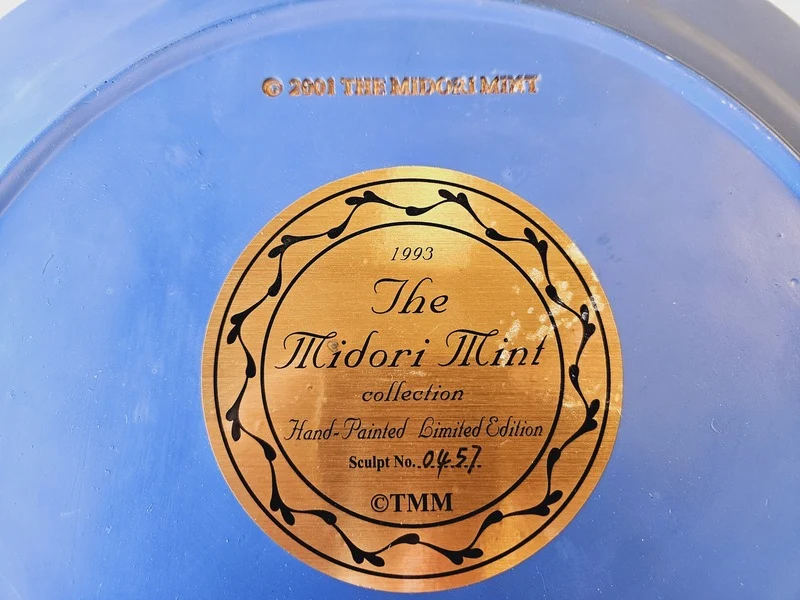 © 2001 THE MIDORI MINT
1993
The
Midori Mint
collection
Hand-Painted Limited Edition
Sculpt No. 0457
©TMM